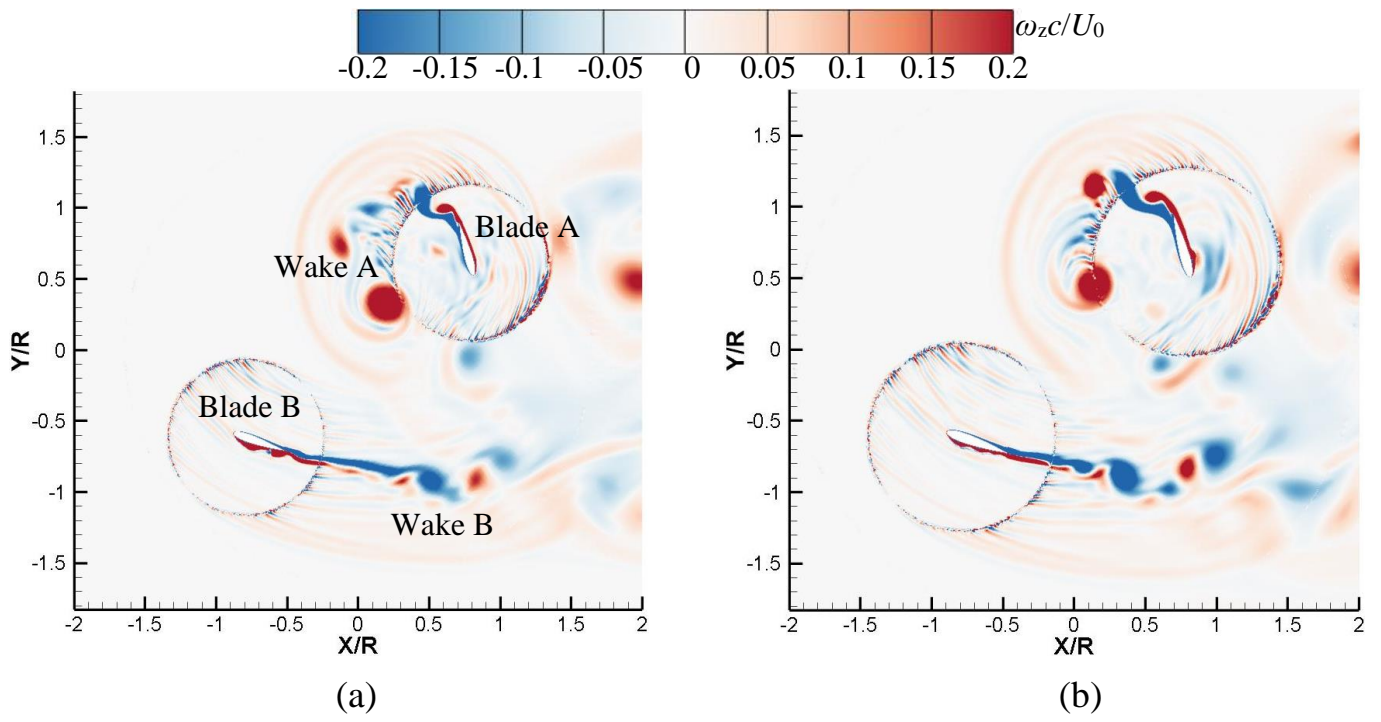 ω_z c/U_0
-0.2 -0.15 -0.1 -0.05 0 0.05 0.1 0.15 0.2
Y/R
1.5
1
0.5
0
-0.5
-1
-1.5
Blade A
Wake A
Blade B
Wake B
-2 -1.5 -1 -0.5 0 0.5 1 1.5 2
X/R
(a)
Y/R
1.5
1
0.5
0
-0.5
-1
-1.5
-2 -1.5 -1 -0.5 0 0.5 1 1.5 2
X/R
(b)